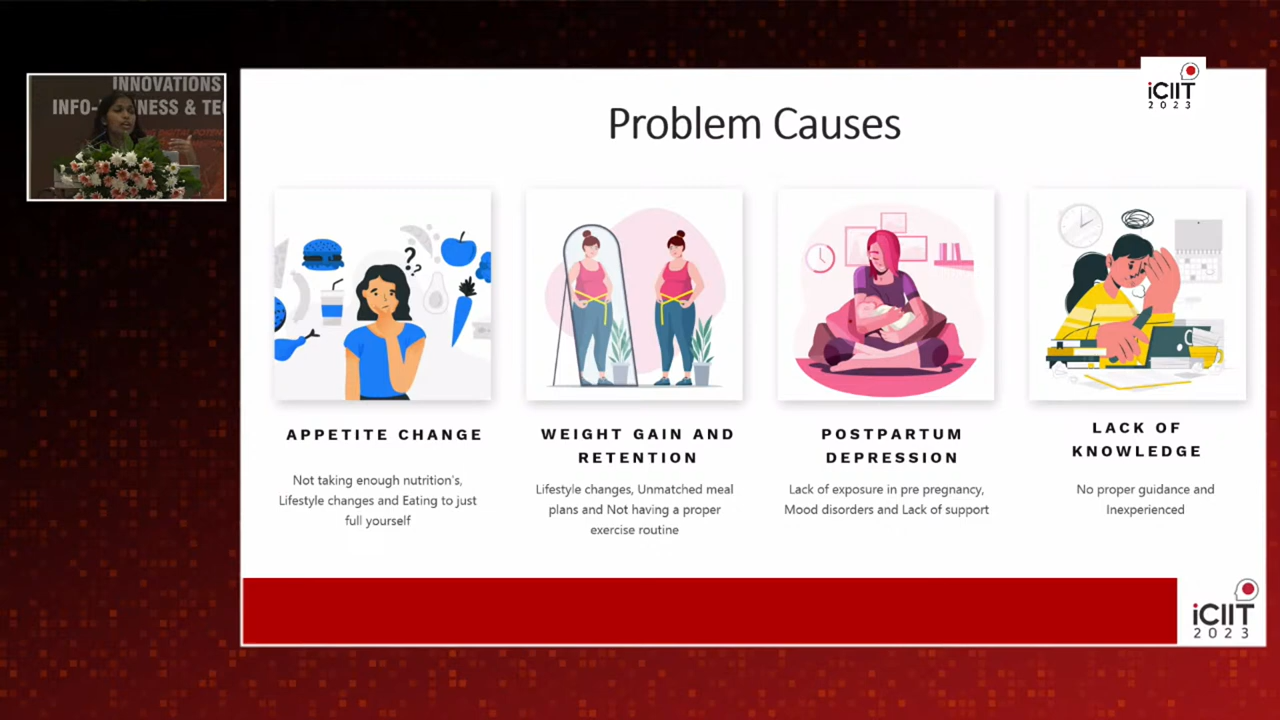 INNOVATIONS
iCIIT
2023
Problem Causes
? ? ?
APPETITE CHANGE
Not taking enough nutrition's,
Lifestyle changes and Eating to just
full yourself
WEIGHT GAIN AND
RETENTION
Lifestyle changes, Unmatched meal
plans and Not having a proper
exercise routine
POSTPARTUM
DEPRESSION
Lack of exposure in pre pregnancy,
Mood disorders and Lack of support
LACK OF
KNOWLEDGE
No proper guidance and
Inexperienced
iCIIT
2023